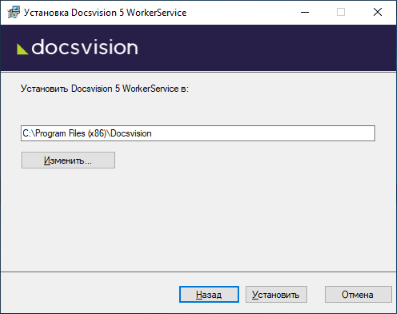 Установка Docsvision 5 WorkerService
docsvision
Установить Docsvision 5 WorkerService в:
C:\Program Files (x86)\Docsvision
Изменить...
Назад
Установить
Отмена